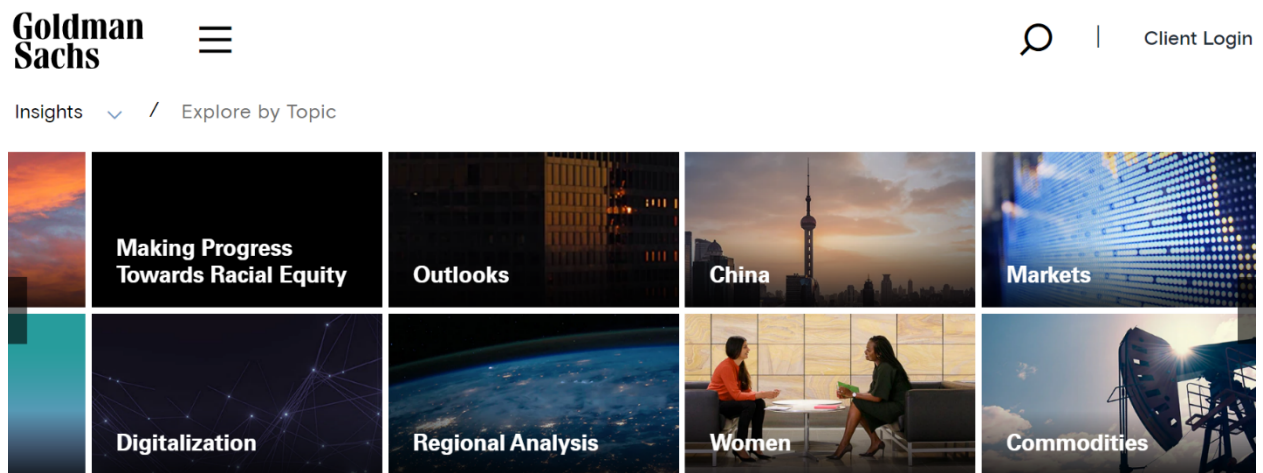 Goldman
Sachs
Client Login
Insights / Explore by Topic
Making Progress
Towards Racial Equity
Outlooks
China
Markets
Digitalization
Regional Analysis
Women
Commodities